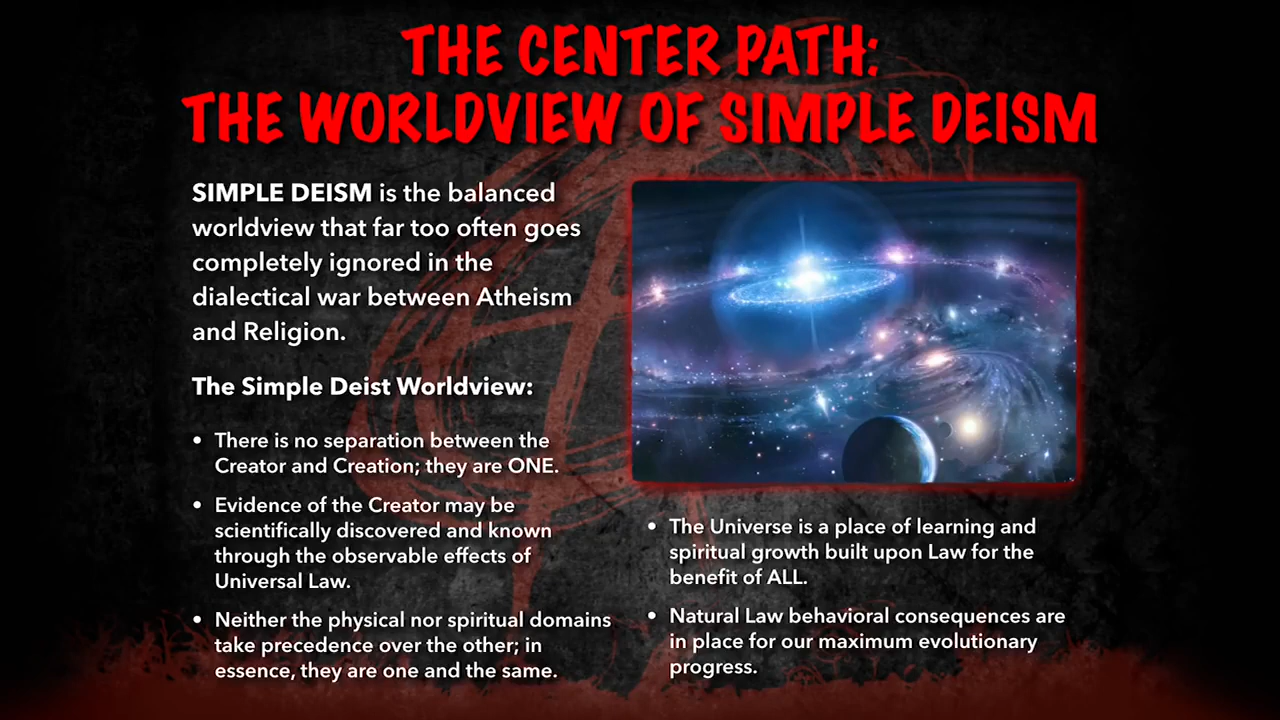 THE CENTER PATH:
THE WORLDVIEW OF SIMPLE DEISM
SIMPLE DEISM is the balanced
worldview that far too often goes
completely ignored in the
dialectical war between Atheism
and Religion.
The Simple Deist Worldview:
• There is no separation between the
Creator and Creation; they are ONE.
• Evidence of the Creator may be
scientifically discovered and known
through the observable effects of
Universal Law.
• Neither the physical nor spiritual domains
take precedence over the other; in
essence, they are one and the same.
• The Universe is a place of learning and
spiritual growth built upon Law for the
benefit of ALL.
• Natural Law behavioral consequences are
in place for our maximum evolutionary
progress.